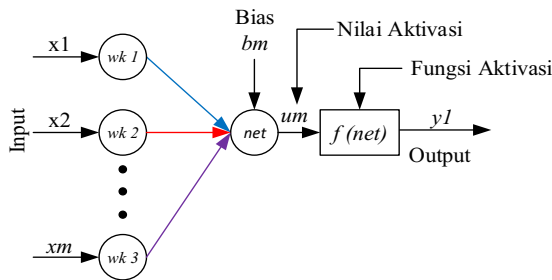 Bias
bm
Nilai Aktivasi
Fungsi Aktivasi
Input
x1
wk 1
x2
wk 2
xm
wk 3
net
um
f (net)
y1
Output